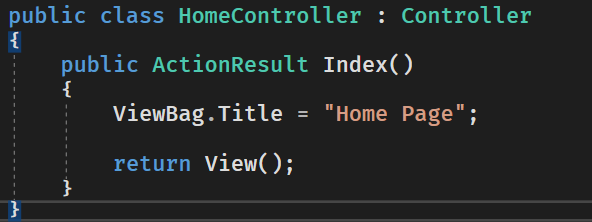 public class HomeController : Controller
{
    public ActionResult Index()
    {
        ViewBag.Title = "Home Page";

        return View();
    }
}